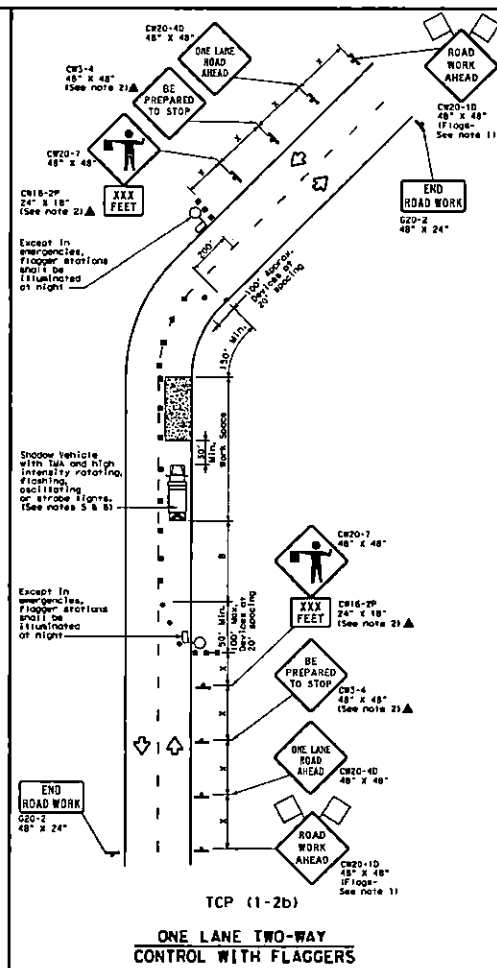 CW20-4D
48" X 48"
ONE LANE
ROAD
AHEAD
ROAD
WORK
AHEAD
CW3-4
48" X 48"
(See note 2)▲
BE
PREPARED
TO STOP
CW20-1D
48" X 48"
(Flags-
See note 1)
CW20-7
48" X 48"
XXX
FEET
CW16-2P
24" X 18"
(See note 2)▲
END
ROAD WORK
G20-2
48" X 24"
X
X
X
Except in
emergencies,
flagger stations
shall be
illuminated
at night
200'
100' Approx.
Devices at
20' spacing
150' Min.
Work Space
30'
Min.
Shadow Vehicle
with TMA and high
intensity rotating,
flashing,
oscillating
or strobe lights.
(See notes 5 & 6)
B
CW20-7
48" X 48"
Except in
emergencies,
flagger stations
shall be
illuminated
at night
50' Min.
100' Max.
Devices at
20' spacing
XXX
FEET
CW16-2P
24" X 18"
(See note 2)▲
X
BE
PREPARED
TO STOP
CW3-4
48" X 48"
(See note 2)▲
X
ONE LANE
ROAD
AHEAD
CW20-4D
48" X 48"
X
END
ROAD WORK
G20-2
48" X 24"
ROAD
WORK
AHEAD
X
CW20-1D
48" X 48"
(Flags-
See note 1)
TCP (1-2b)
ONE LANE TWO-WAY
CONTROL WITH FLAGGERS